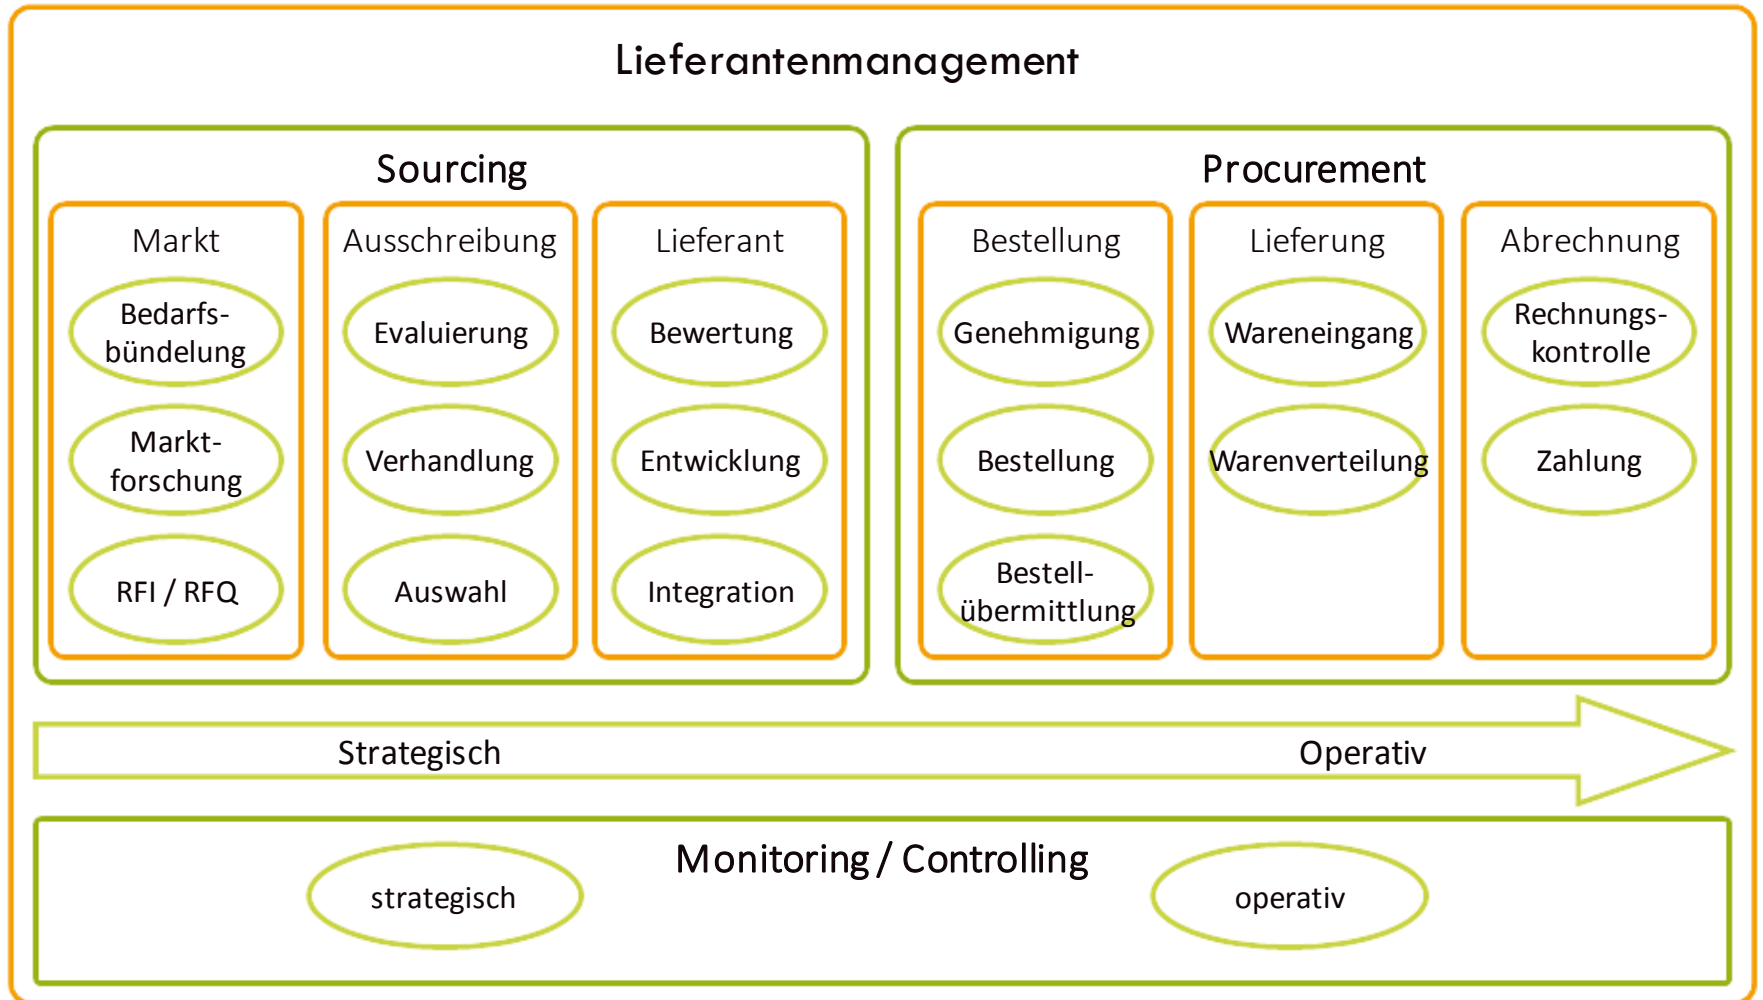 Lieferantenmanagement
Sourcing
Markt
Bedarfs-
bündelung
Markt-
forschung
RFI / RFQ
Ausschreibung
Evaluierung
Verhandlung
Auswahl
Lieferant
Bewertung
Entwicklung
Integration
Procurement
Bestellung
Genehmigung
Bestellung
Bestell-
übermittlung
Lieferung
Wareneingang
Warenverteilung
Abrechnung
Rechnungs-
kontrolle
Zahlung
Strategisch
Operativ
Monitoring / Controlling
strategisch
operativ